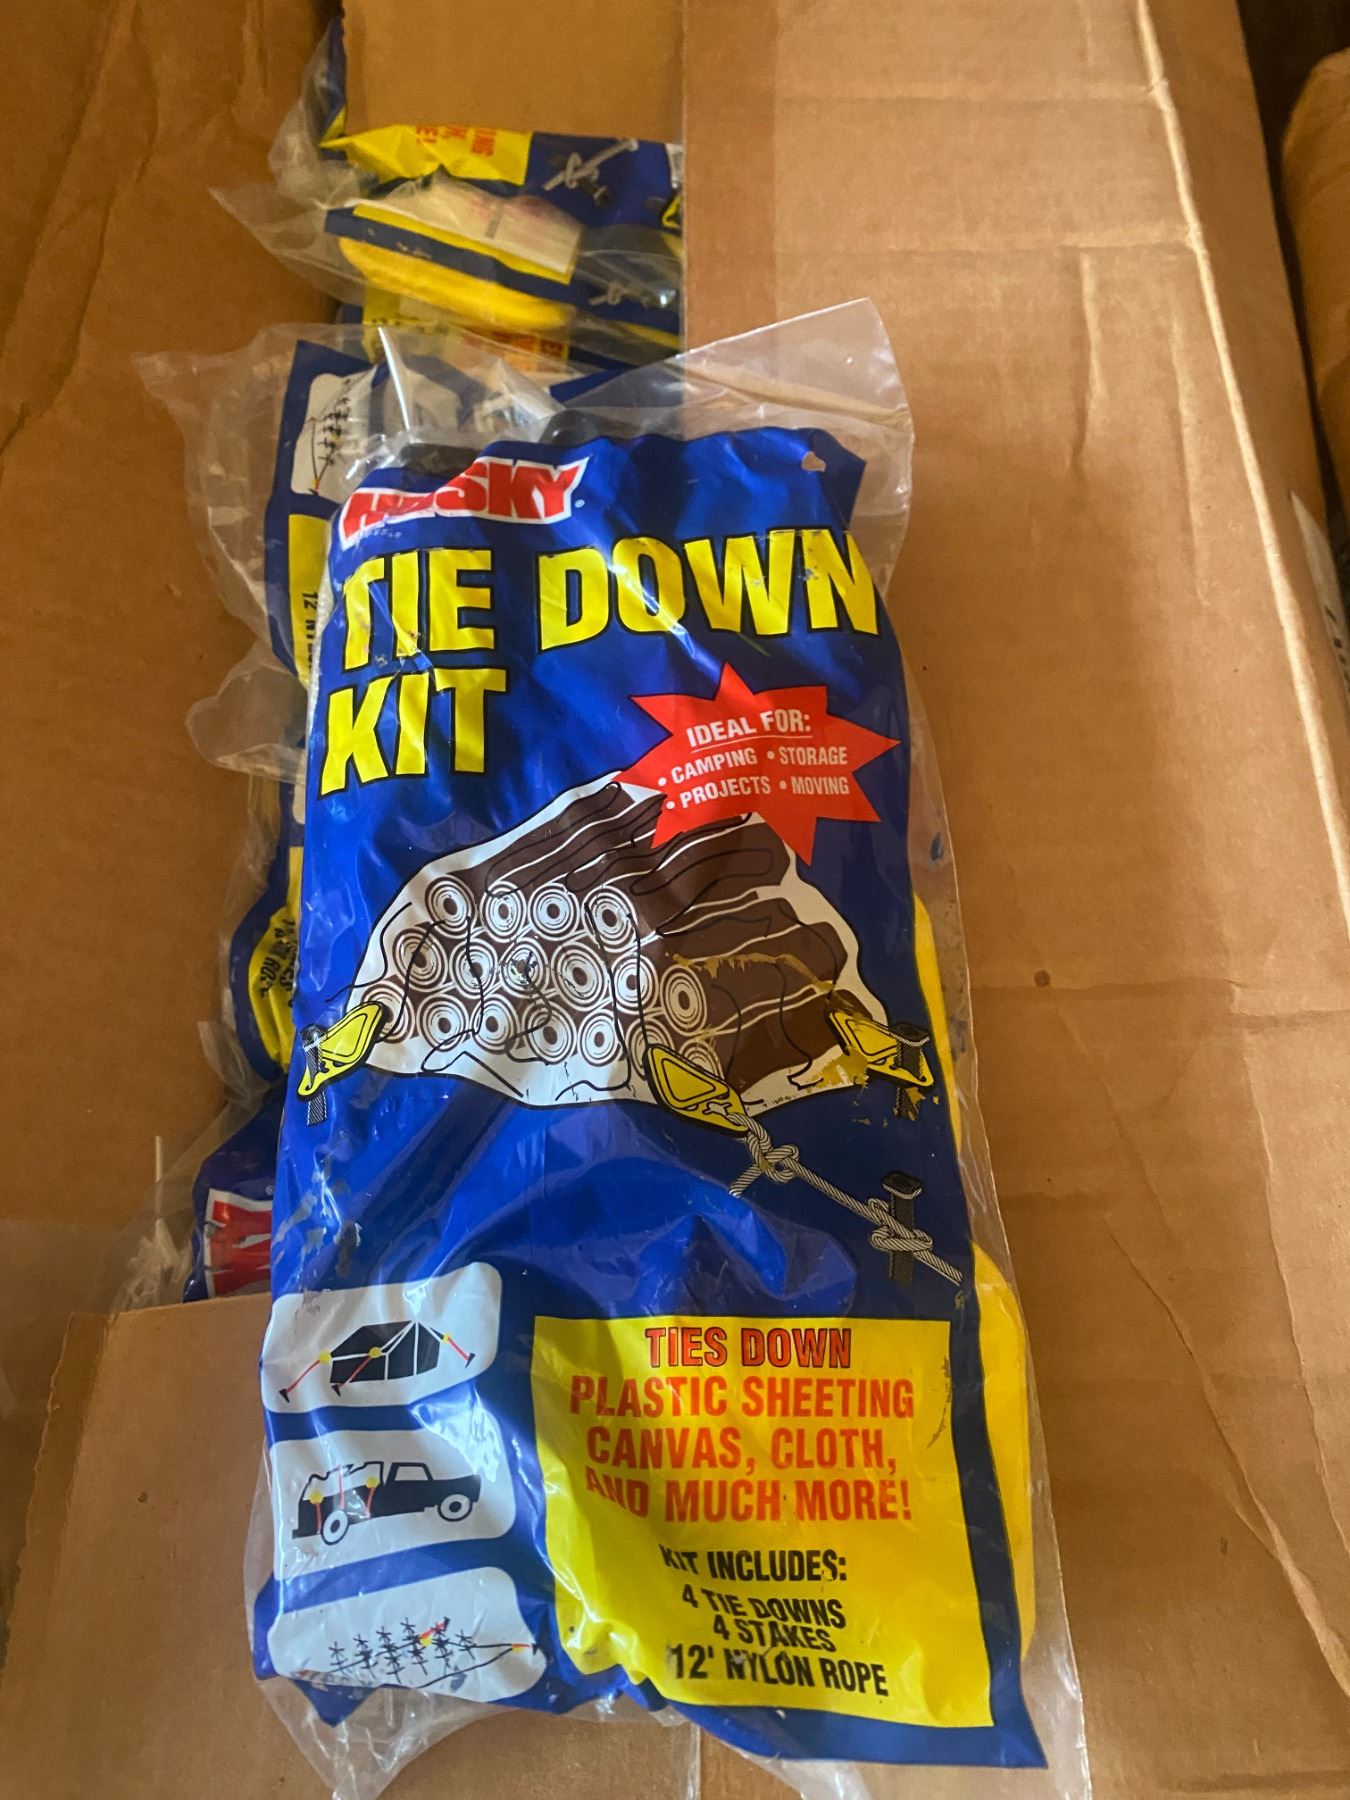 HUSKY
TIE DOWN
KIT
IDEAL FOR:
• CAMPING • STORAGE
• PROJECTS • MOVING
TIES DOWN
PLASTIC SHEETING
CANVAS, CLOTH,
AND MUCH MORE!
KIT INCLUDES:
4 TIE DOWNS
4 STAKES
12' NYLON ROPE